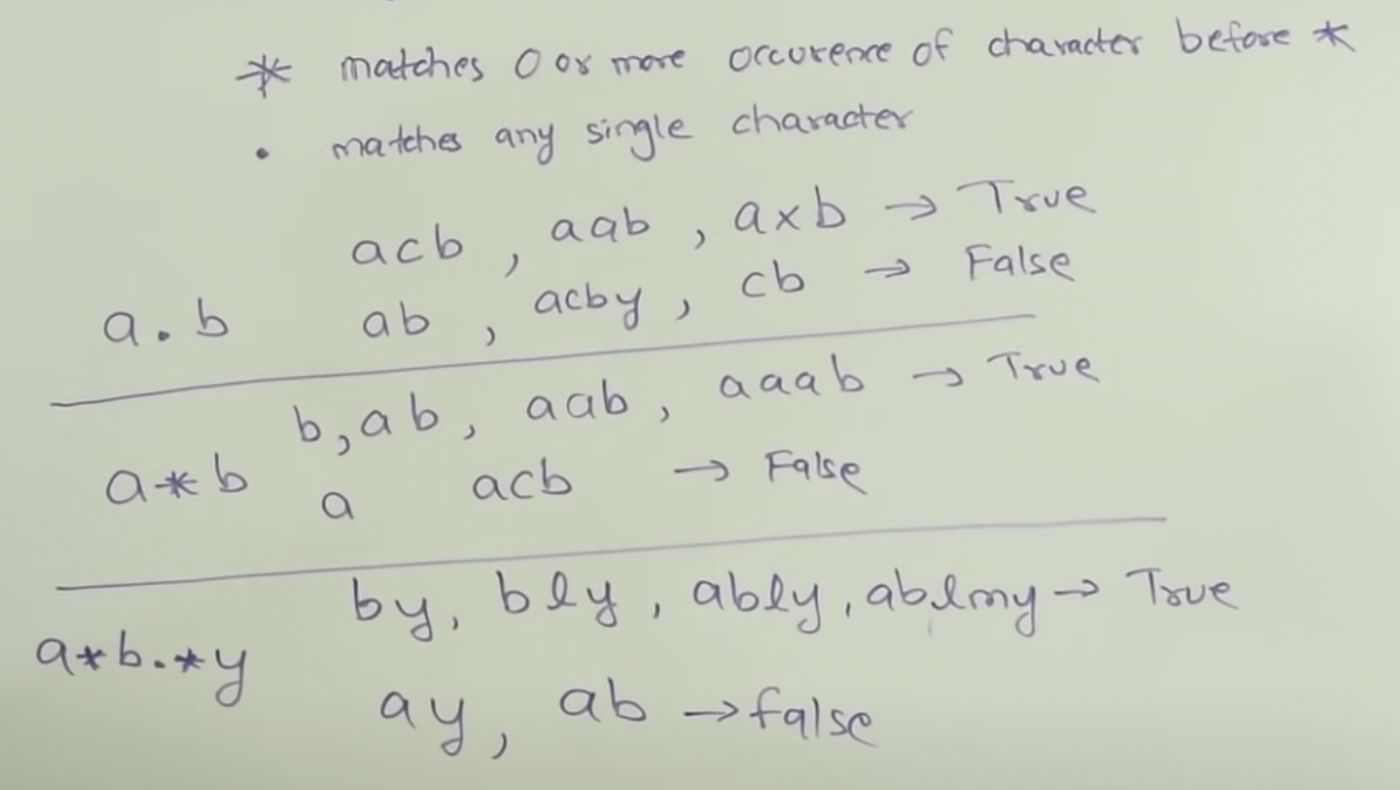 * matches 0 or more occurence of character before *
. matches any single character
acb , aab , axb → True
a.b ab , acby , cb → False
b,ab, aab, aaab → True
a*b a acb → False
by, bly, ably, ablmy → True
a*b.*y
ay, ab → false